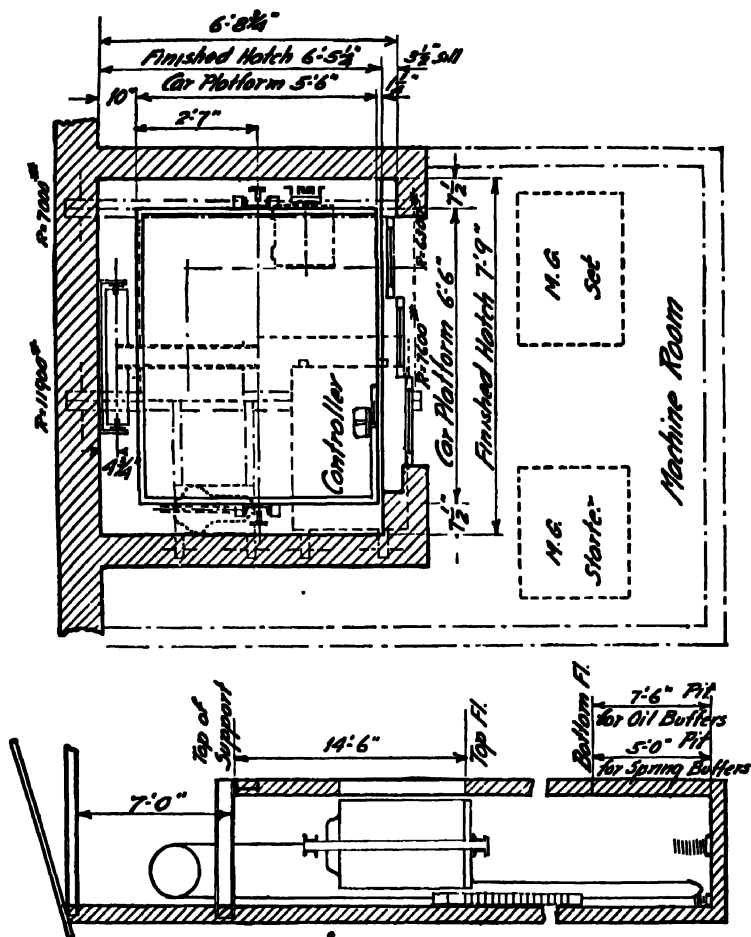 6'-8¾"
Finished Hatch 6'-5¼"
3½" Sill
Car Platform 5'-6"
1¼"
10"
2'-7"
R=7000#
R=11900#
4¾"
7½"
R=6300#
R=7600#
Car Platform 6'-6"
Finished Hatch 7'-9"
7½"
Controller
M.G.
Set
M.G.
Starter
Machine Room
Top of
Support
14'-6"
Top Fl.
Bottom Fl.
7'-6" Pit
for Oil Buffers
5'-0" Pit
for Spring Buffers
7'-0"